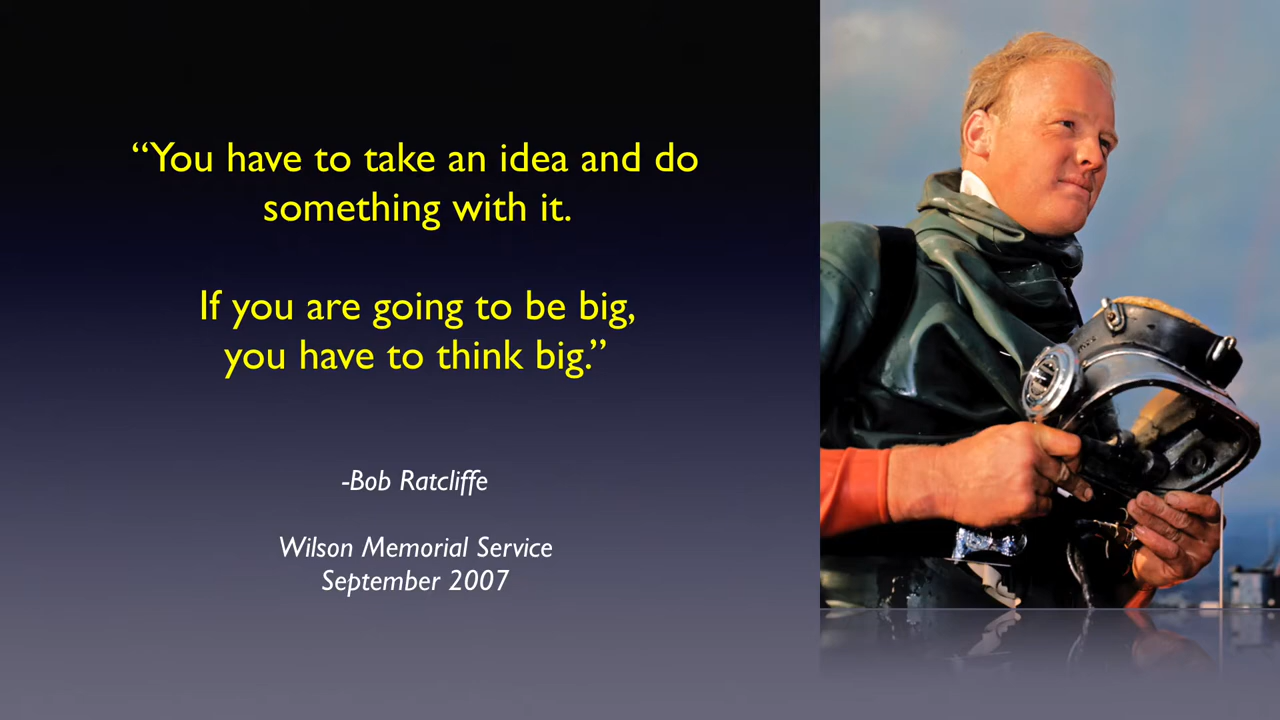 “You have to take an idea and do
something with it.
If you are going to be big,
you have to think big.”
-Bob Ratcliffe
Wilson Memorial Service
September 2007